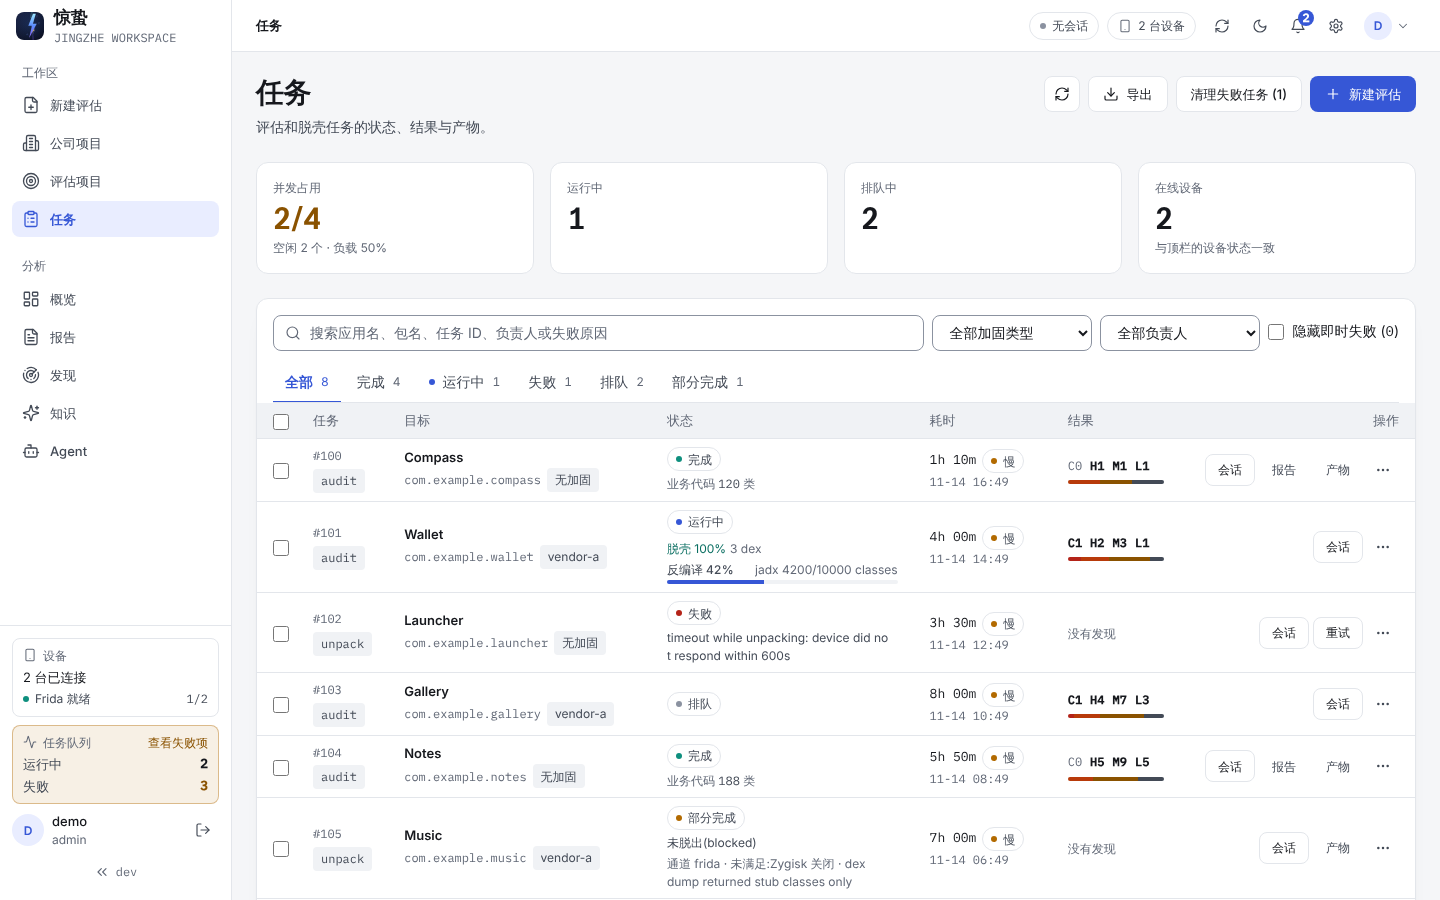 惊蛰
JINGZHE WORKSPACE
工作区
新建评估
公司项目
评估项目
任务
分析
概览
报告
发现
知识
Agent
设备
2 台已连接
Frida 就绪 1/2
任务队列 查看失败项
运行中 2
失败 3
D demo
admin
dev
任务
无会话 2 台设备 2 D
任务
评估和脱壳任务的状态、结果与产物。
导出 清理失败任务 (1) 新建评估
并发占用
2/4
空闲 2 个 · 负载 50%
运行中
1
排队中
2
在线设备
2
与顶栏的设备状态一致
搜索应用名、包名、任务 ID、负责人或失败原因 全部加固类型 全部负责人 隐藏即时失败 (0)
全部 8 完成 4 运行中 1 失败 1 排队 2 部分完成 1
任务 目标 状态 耗时 结果 操作
#100 Compass 完成 1h 10m 慢 C0 H1 M1 L1 会话 报告 产物
audit com.example.compass 无加固 业务代码 120 类 11-14 16:49
#101 Wallet 运行中 4h 00m 慢 C1 H2 M3 L1 会话
audit com.example.wallet vendor-a 脱壳 100% 3 dex 11-14 14:49
反编译 42% jadx 4200/10000 classes
#102 Launcher 失败 3h 30m 慢 没有发现 会话 重试
unpack com.example.launcher 无加固 timeout while unpacking: device did no 11-14 12:49
t respond within 600s
#103 Gallery 排队 8h 00m 慢 C1 H4 M7 L3 会话
audit com.example.gallery vendor-a 11-14 10:49
#104 Notes 完成 5h 50m 慢 C0 H5 M9 L5 会话 报告 产物
audit com.example.notes 无加固 业务代码 188 类 11-14 08:49
#105 Music 部分完成 7h 00m 慢 没有发现 会话 产物
unpack com.example.music vendor-a 未脱出(blocked) 11-14 06:49
通道 frida · 未满足:Zygisk 关闭 · dex
dump returned stub classes only